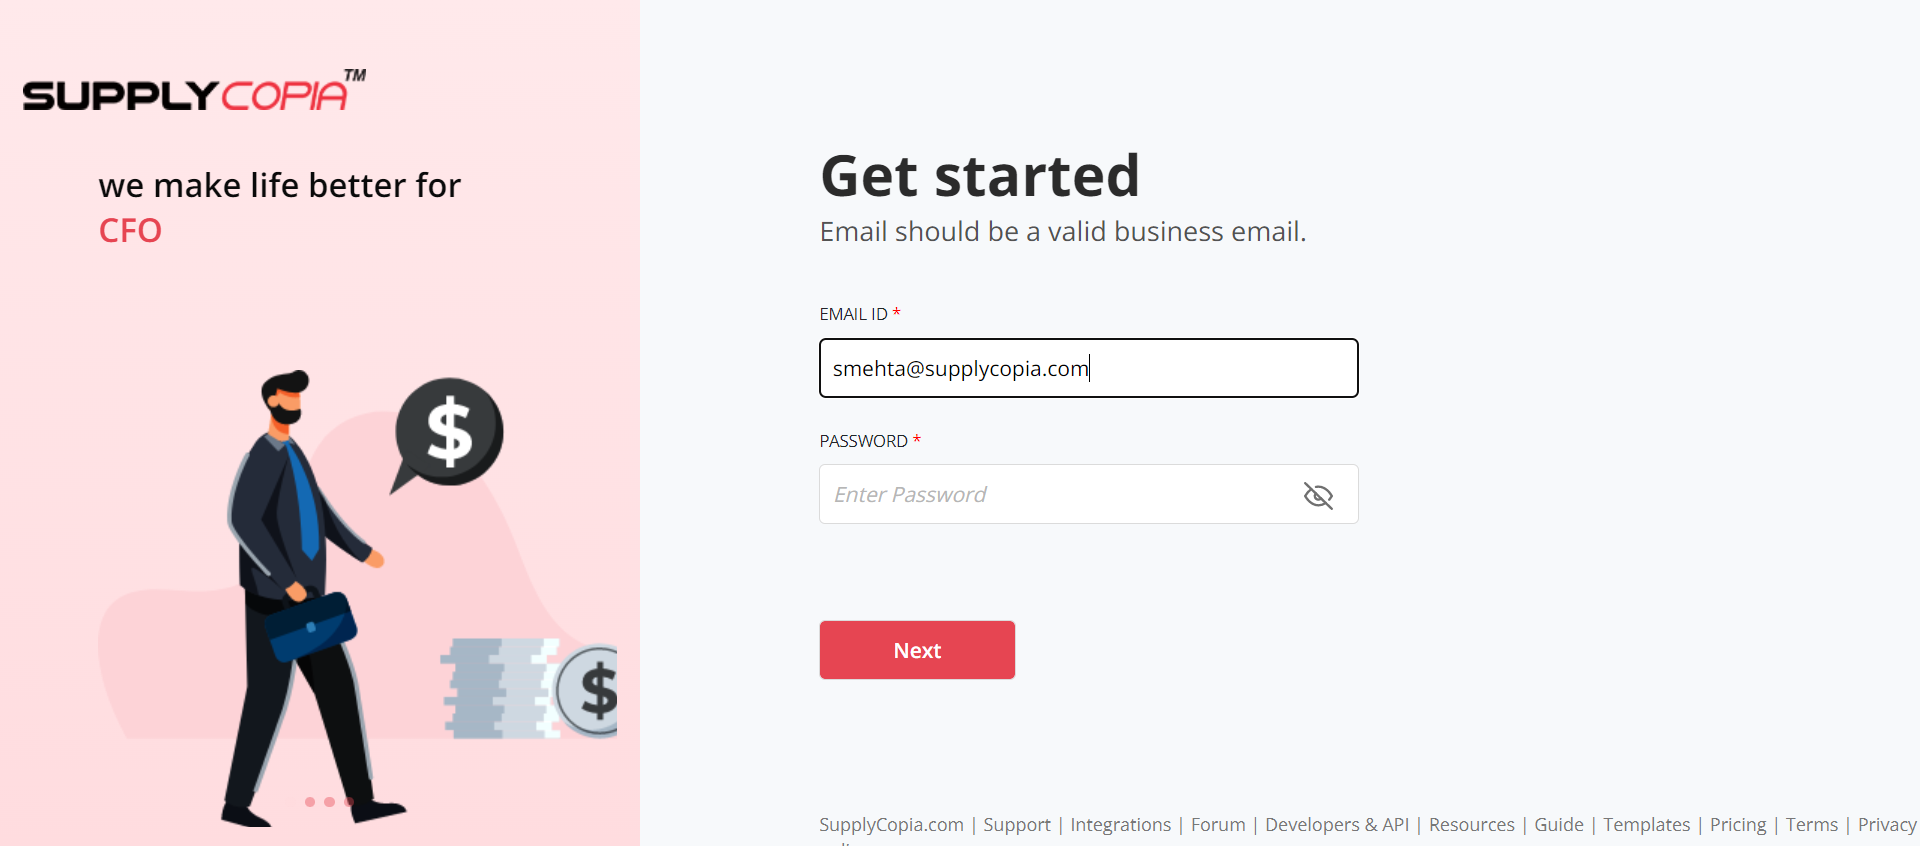 SUPPLYCOPIA™
we make life better for
CFO
$
$
Get started
Email should be a valid business email.
EMAIL ID *
smehta@supplycopia.com
PASSWORD *
Enter Password
Next
SupplyCopia.com | Support | Integrations | Forum | Developers & API | Resources | Guide | Templates | Pricing | Terms | Privacy